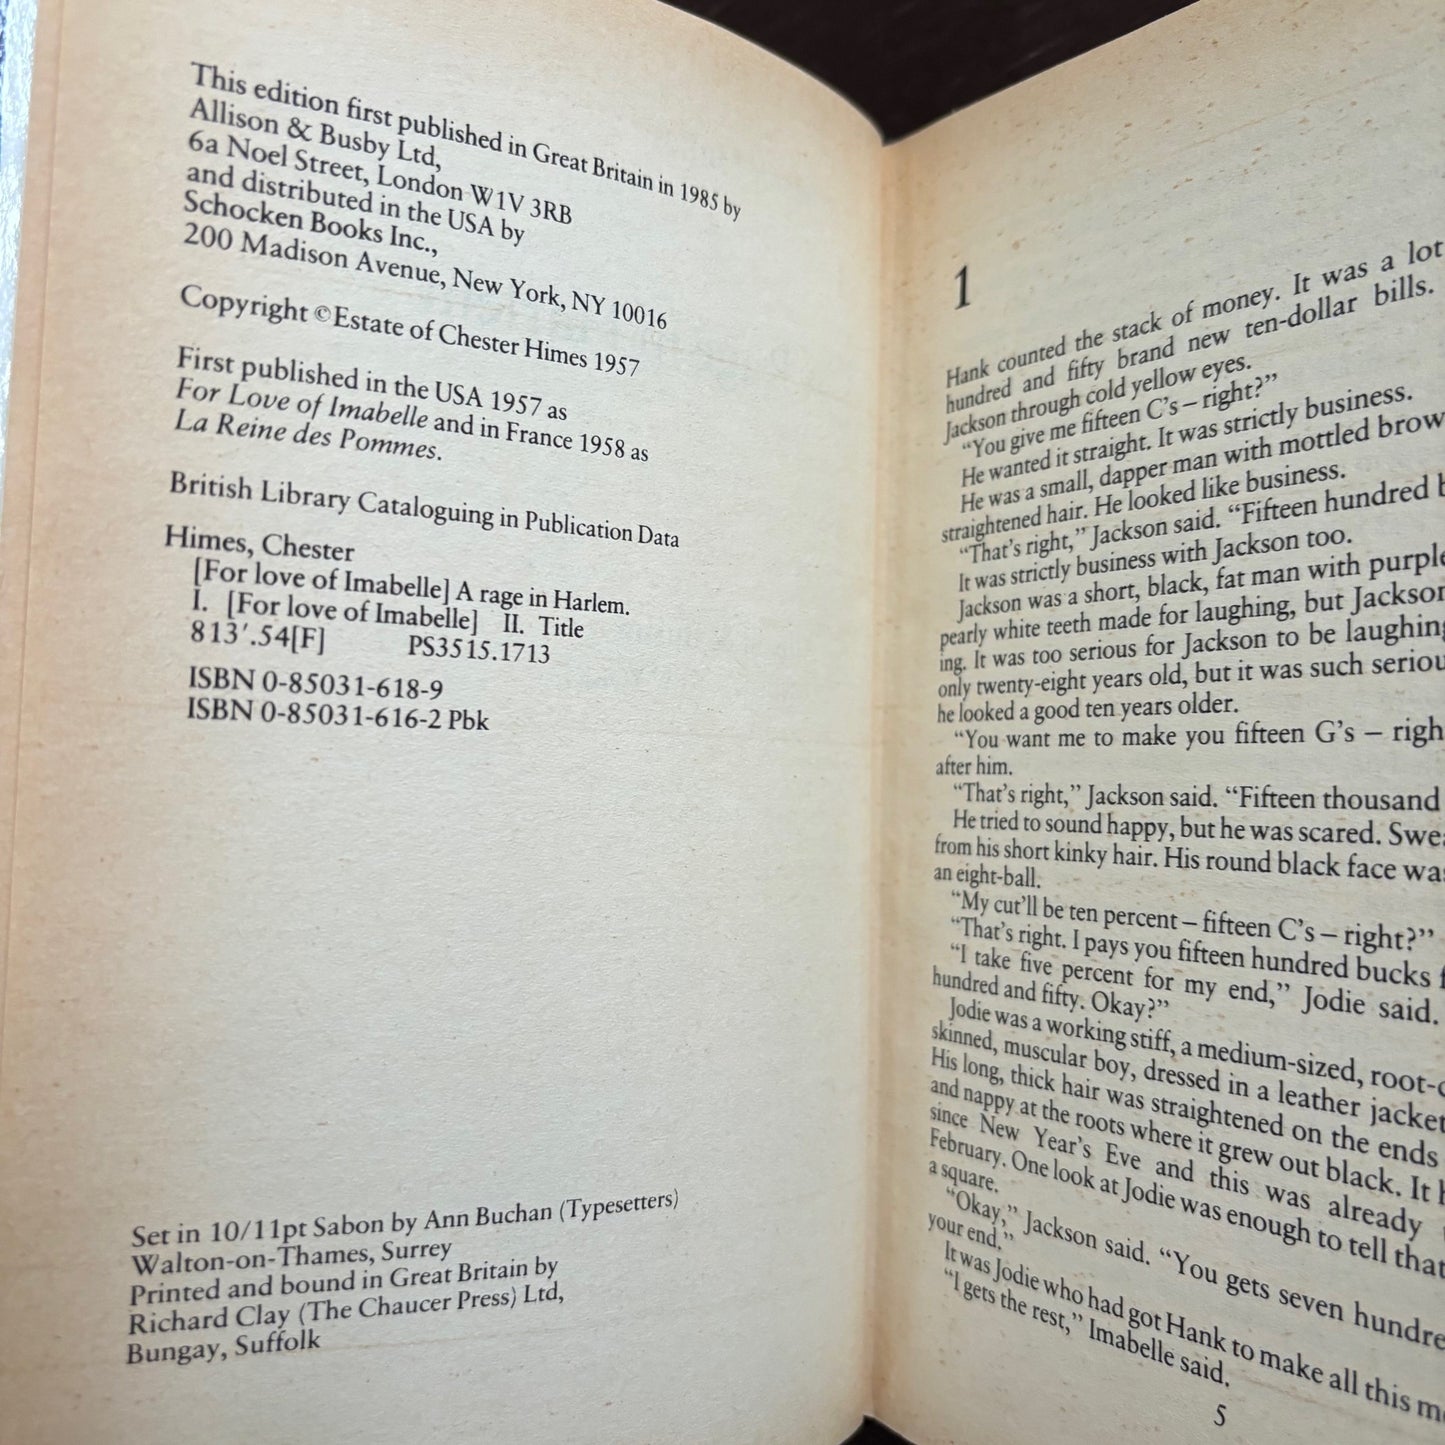 This edition first published in Great Britain in 1985 by
Allison & Busby Ltd,
6a Noel Street, London W1V 3RB
and distributed in the USA by
Schocken Books Inc.,
200 Madison Avenue, New York, NY 10016
Copyright © Estate of Chester Himes 1957
First published in the USA 1957 as
For Love of Imabelle and in France 1958 as
La Reine des Pommes.
British Library Cataloguing in Publication Data
Himes, Chester
[For love of Imabelle] A rage in Harlem.
I. [For love of Imabelle] II. Title
813'.54[F] PS3515.1713
ISBN 0-85031-618-9
ISBN 0-85031-616-2 Pbk
Set in 10/11pt Sabon by Ann Buchan (Typesetters)
Walton-on-Thames, Surrey
Printed and bound in Great Britain by
Richard Clay (The Chaucer Press) Ltd,
Bungay, Suffolk
1
Hank counted the stack of money. It was a lot
hundred and fifty brand new ten-dollar bills.
Jackson through cold yellow eyes.
“You give me fifteen C’s – right?”
He wanted it straight. It was strictly business.
He was a small, dapper man with mottled brow
straightened hair. He looked like business.
“That’s right,” Jackson said. “Fifteen hundred b
It was strictly business with Jackson too.
Jackson was a short, black, fat man with purple
pearly white teeth made for laughing, but Jackson
ing. It was too serious for Jackson to be laughing
only twenty-eight years old, but it was such seriou
he looked a good ten years older.
“You want me to make you fifteen G’s – righ
after him.
“That’s right,” Jackson said. “Fifteen thousand
He tried to sound happy, but he was scared. Swea
from his short kinky hair. His round black face was
an eight-ball.
“My cut’ll be ten percent – fifteen C’s – right?”
“That’s right. I pays you fifteen hundred bucks f
“I take five percent for my end,” Jodie said.
hundred and fifty. Okay?”
Jodie was a working stiff, a medium-sized, root-c
skinned, muscular boy, dressed in a leather jacket
His long, thick hair was straightened on the ends
and nappy at the roots where it grew out black. It h
since New Year’s Eve and this was already
February. One look at Jodie was enough to tell that
a square.
“Okay,” Jackson said. “You gets seven hundre
your end.”
It was Jodie who had got Hank to make all this mo
“I gets the rest,” Imabelle said.
5